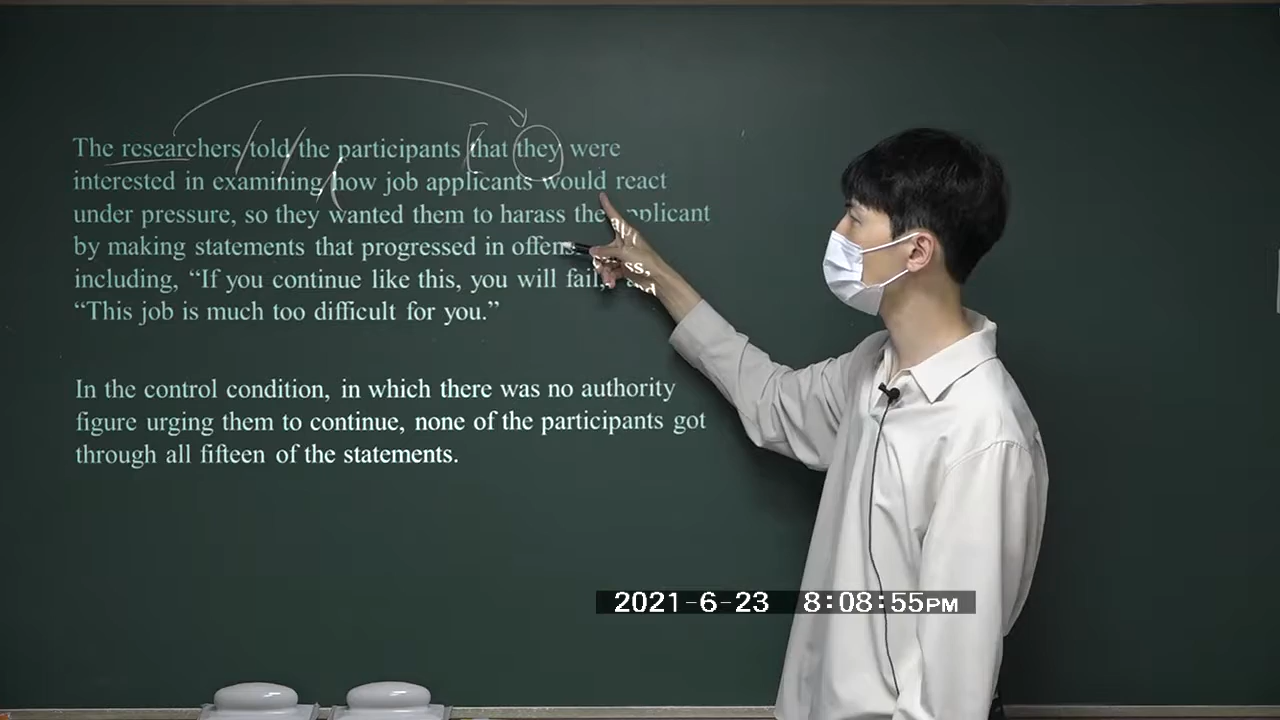 The researchers told the participants that they were
interested in examining how job applicants would react
under pressure, so they wanted them to harass the applicant
by making statements that progressed in
including, “If you continue like this, you will fail,” and
“This job is much too difficult for you.”
In the control condition, in which there was no authority
figure urging them to continue, none of the participants got
through all fifteen of the statements.
2021-6-23 8:08:55PM